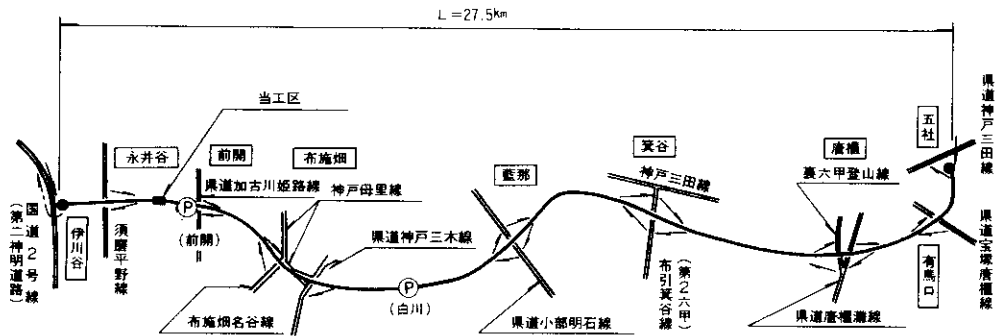 L=27.5km
当工区
永井谷
前開
布施畑
県道加古川姫路線
神戸母里線
Ⓟ
(前開)
県道神戸三木線
藍那
箕谷
神戸三田線
唐櫃
裏六甲登山線
五社
県道神戸三田線
国道2号線
(第二神明道路)
伊川谷
須磨平野線
布施畑名谷線
Ⓟ
(白川)
県道小部明石線
(第2六甲)
布引箕谷線
県道唐櫃灘線
有馬口
県道宝塚唐櫃線